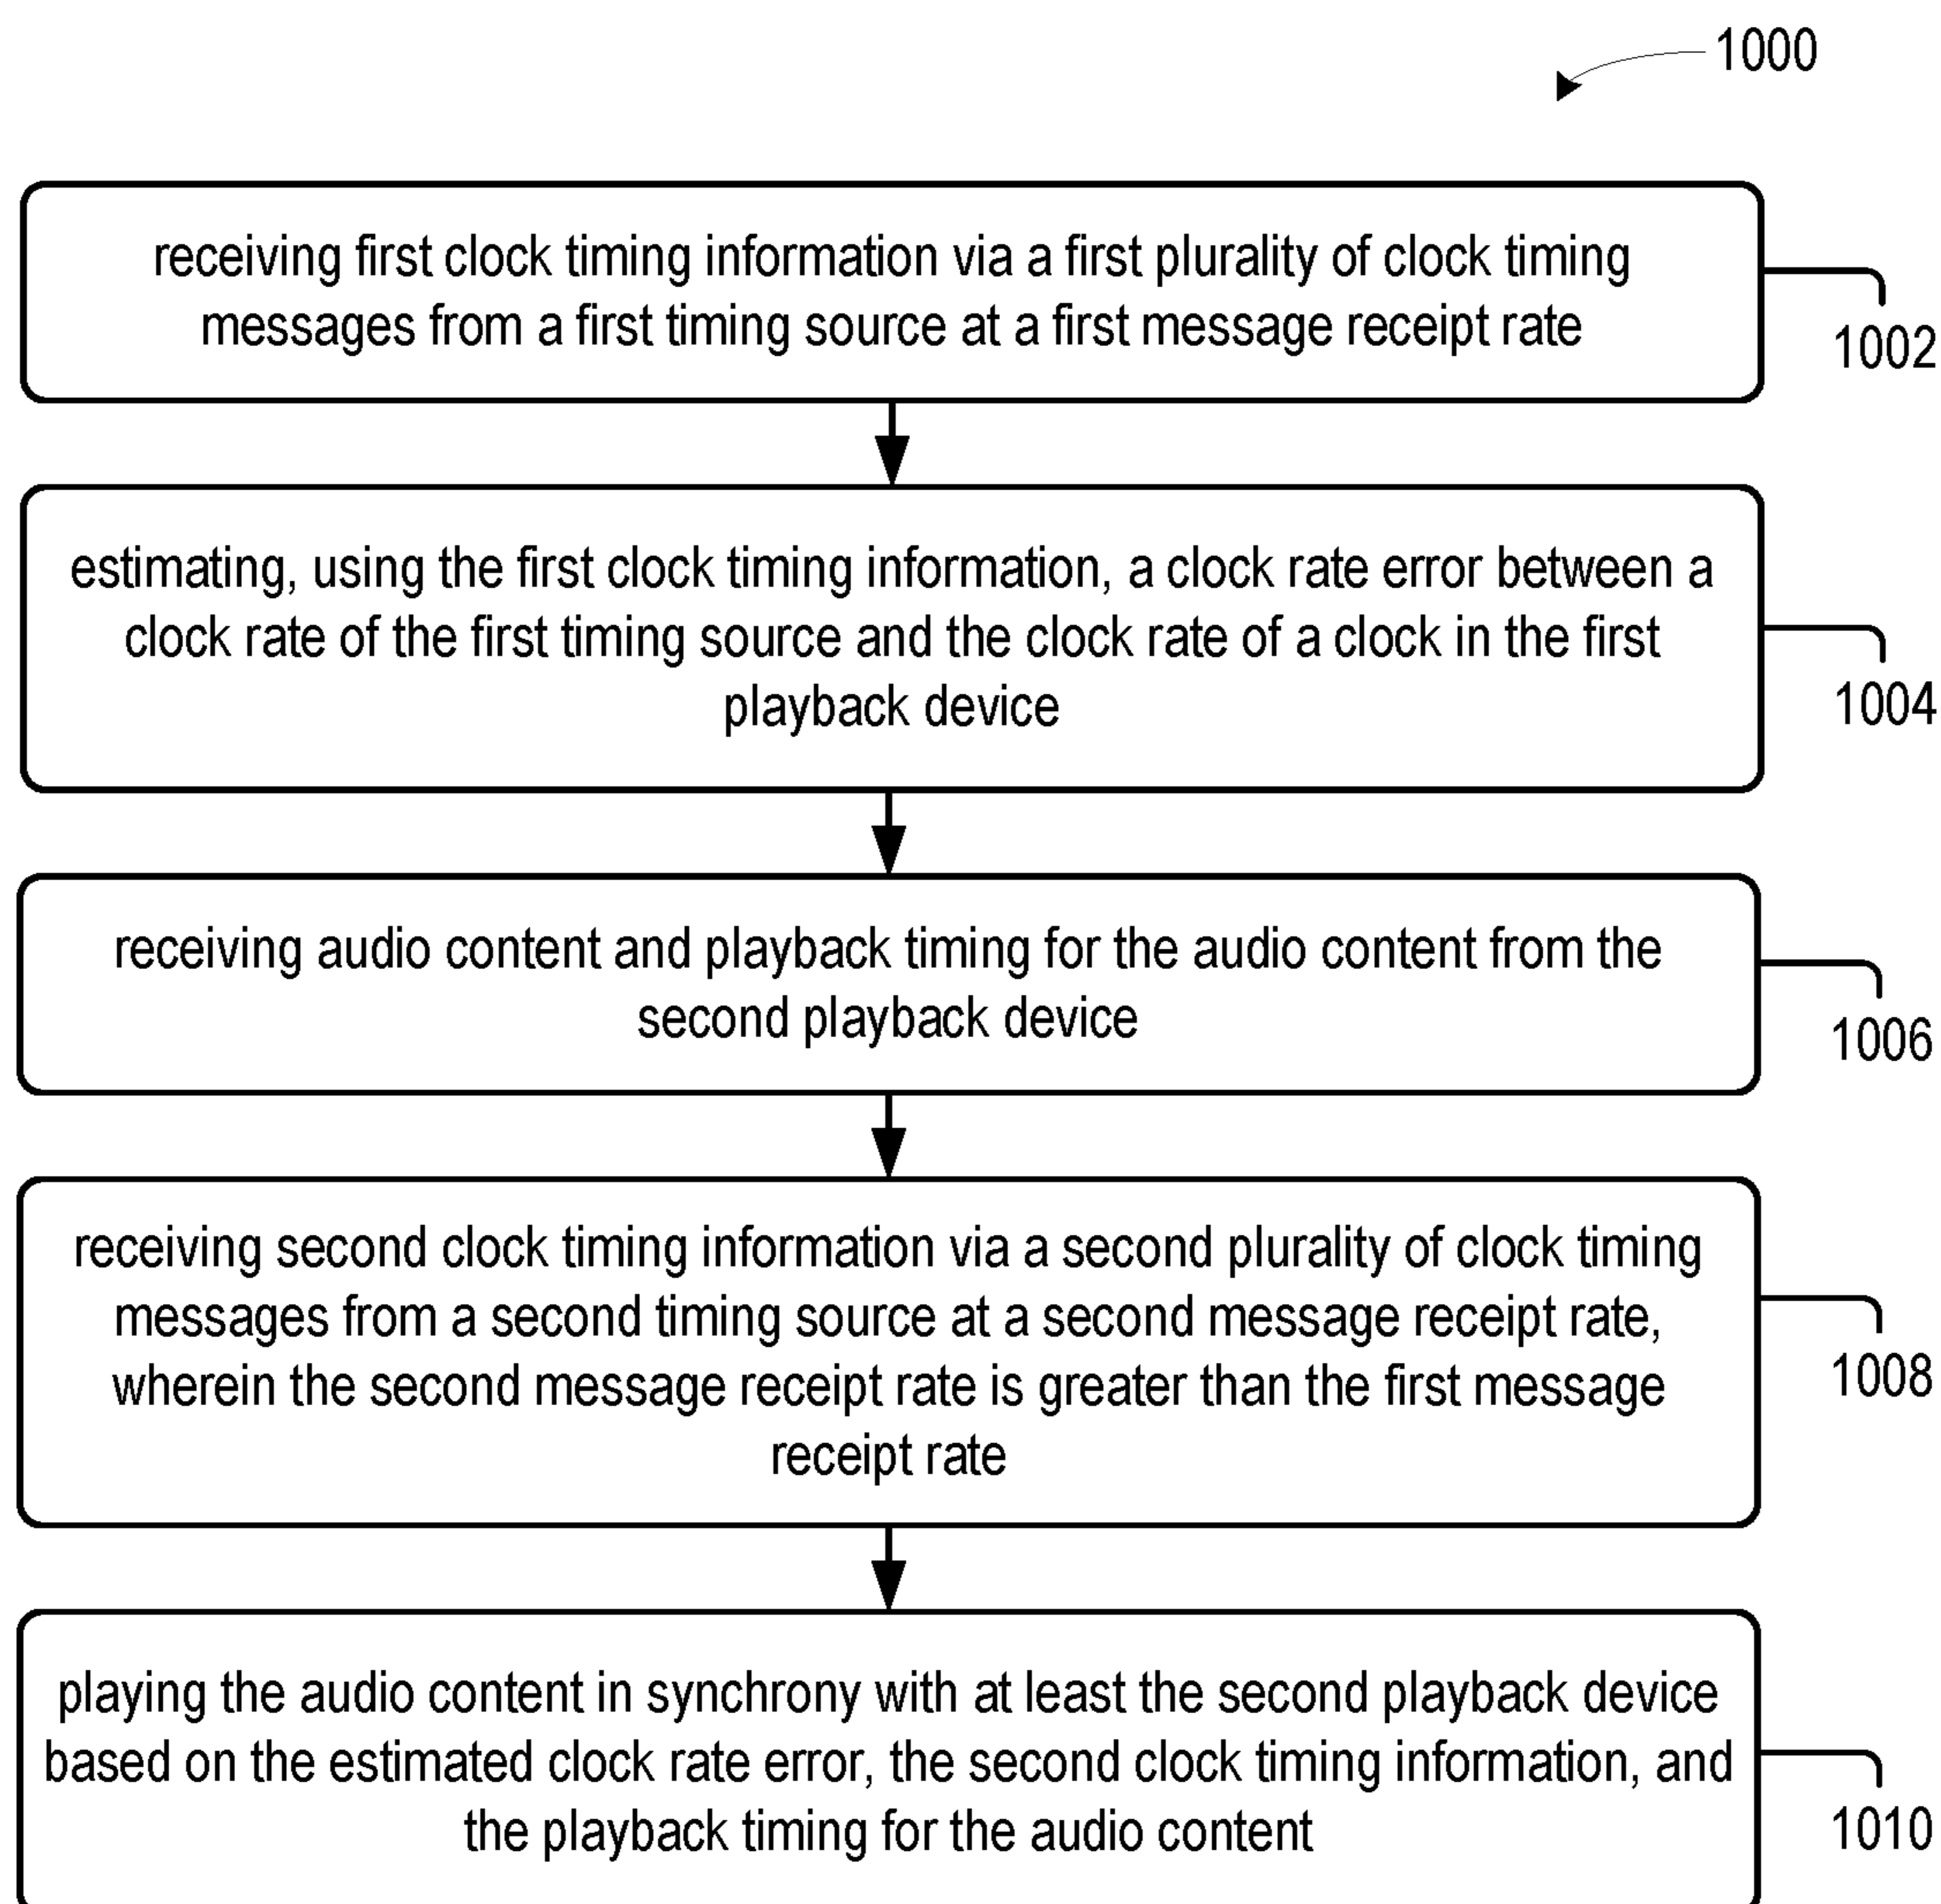 1000
receiving first clock timing information via a first plurality of clock timing
messages from a first timing source at a first message receipt rate
1002
estimating, using the first clock timing information, a clock rate error between a
clock rate of the first timing source and the clock rate of a clock in the first
playback device
1004
receiving audio content and playback timing for the audio content from the
second playback device
1006
receiving second clock timing information via a second plurality of clock timing
messages from a second timing source at a second message receipt rate,
wherein the second message receipt rate is greater than the first message
receipt rate
1008
playing the audio content in synchrony with at least the second playback device
based on the estimated clock rate error, the second clock timing information, and
the playback timing for the audio content
1010